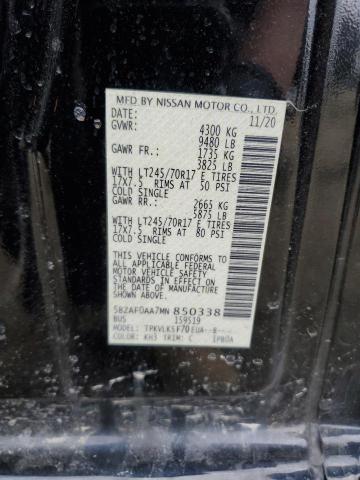 MFD BY NISSAN MOTOR CO., LTD.
DATE: 11/20
GVWR: 4300 KG
9480 LB
GAWR FR: 1735 KG
3825 LB
WITH LT245/70R17 E TIRES
17X7.5 RIMS AT 50 PSI
COLD SINGLE
GAWR RR: 2665 KG
5875 LB
WITH LT245/70R17 E TIRES
17X7.5 RIMS AT 80 PSI
COLD SINGLE
THIS VEHICLE CONFORMS TO ALL
APPLICABLE FEDERAL
MOTOR VEHICLE SAFETY STANDARDS
IN EFFECT ON THE DATE OF
MANUFACTURE SHOWN ABOVE.
5BZAF0AA7MN850338
BUS 159519
MODEL: TPKVLK5F70EUA--B---
COLOR: KH3 TRIM: C IPBOA